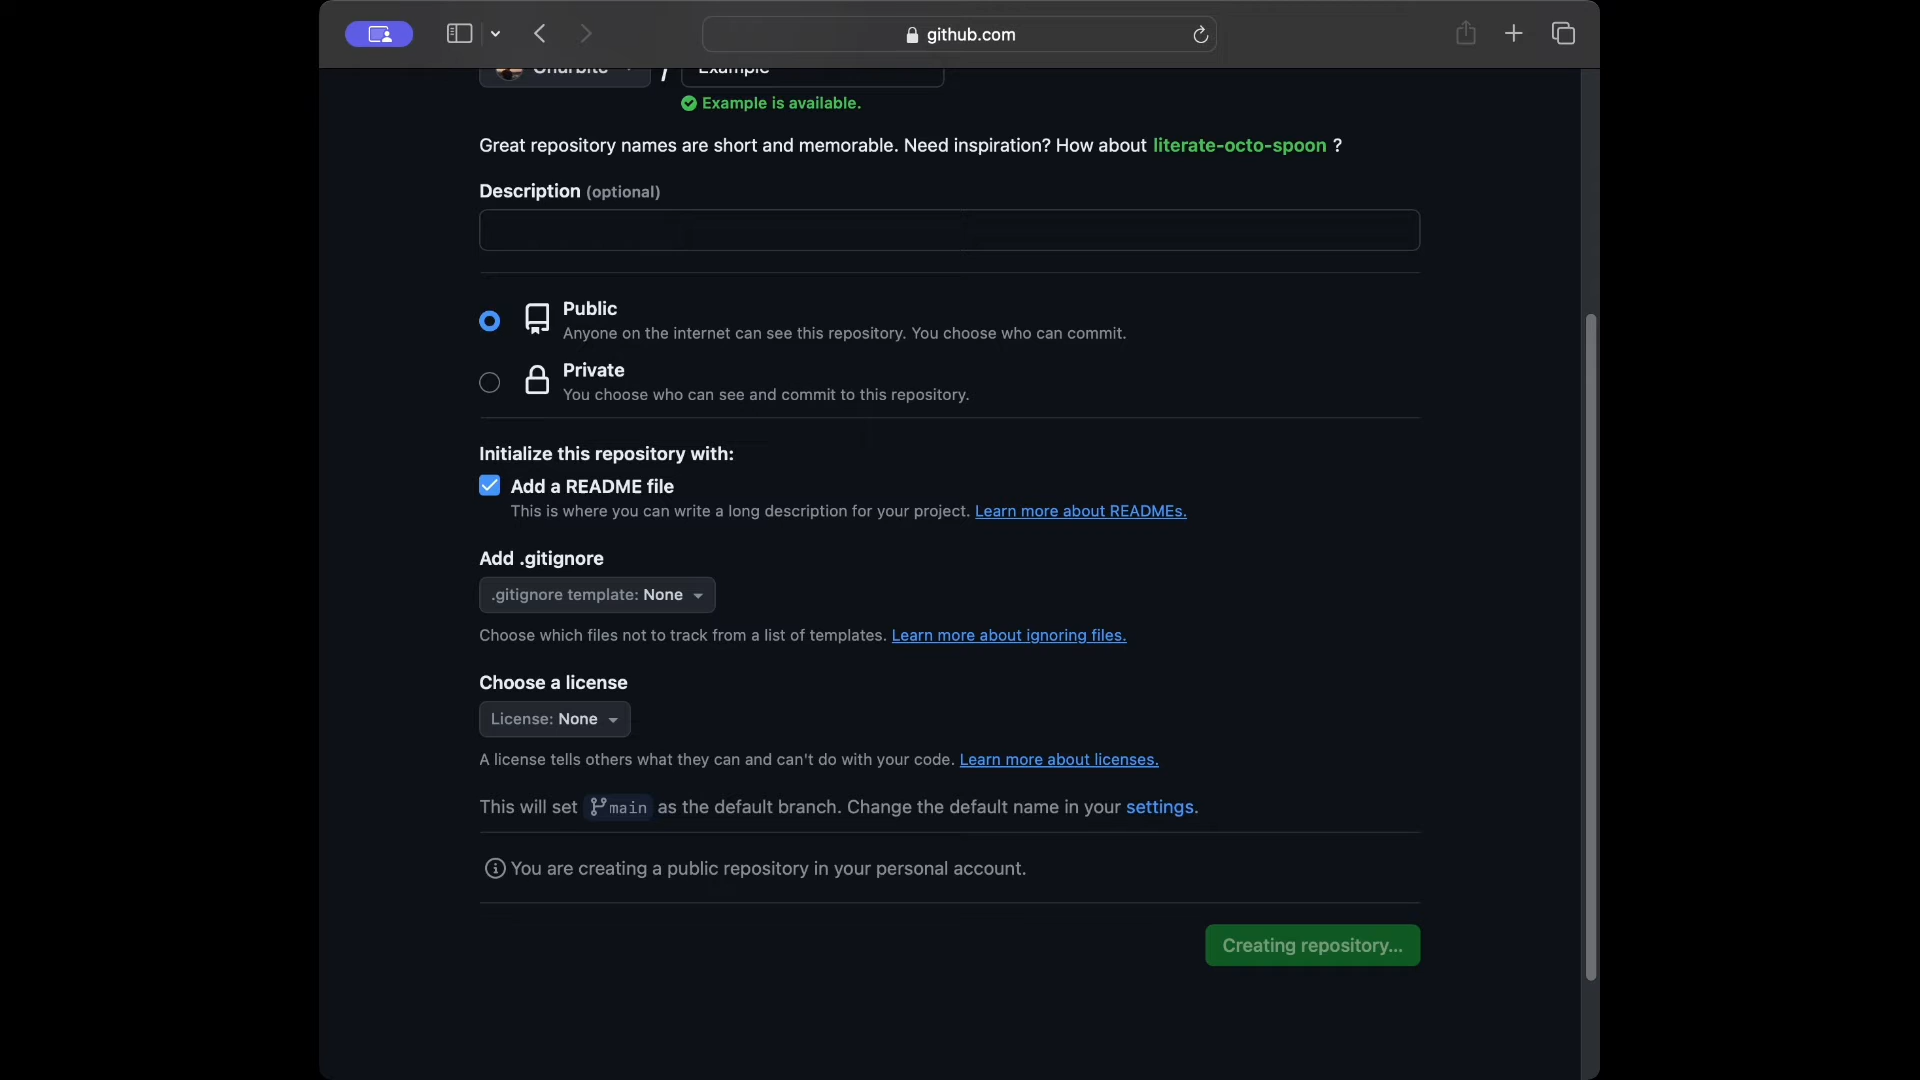 github.com
Example
Example is available.
Great repository names are short and memorable. Need inspiration? How about literate-octo-spoon ?
Description (optional)
Public
Anyone on the internet can see this repository. You choose who can commit.
Private
You choose who can see and commit to this repository.
Initialize this repository with:
Add a README file
This is where you can write a long description for your project. Learn more about READMEs.
Add .gitignore
.gitignore template: None
Choose which files not to track from a list of templates. Learn more about ignoring files.
Choose a license
License: None
A license tells others what they can and can't do with your code. Learn more about licenses.
This will set main as the default branch. Change the default name in your settings.
You are creating a public repository in your personal account.
Creating repository...